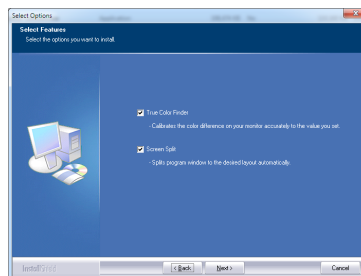 Select Options
Select Features
Select the options you want to install.
True Color Finder
- Calibrates the color difference on your monitor accurately to the value you set.
Screen Split
- Splits program window to the desired layout automatically.
Install
< Back
Next >
Cancel